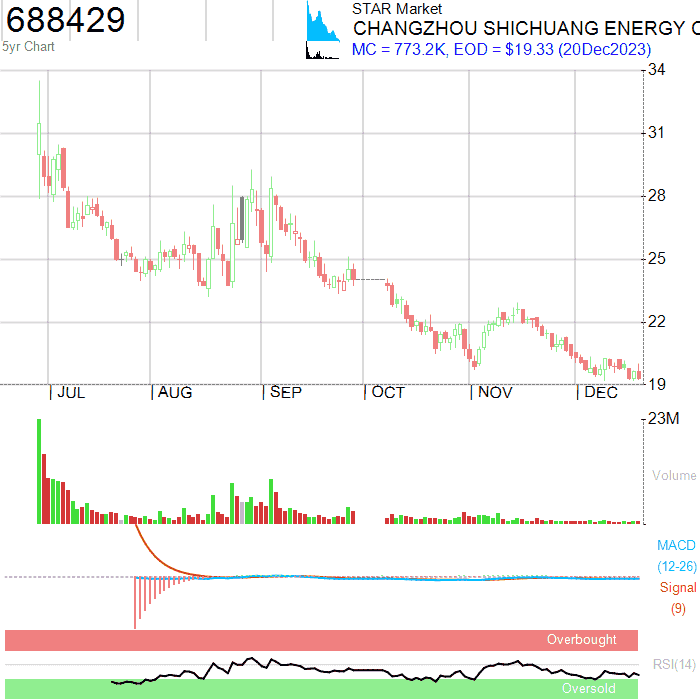 688429
5yr Chart
STAR Market
CHANGZHOU SHICHUANG ENERGY C
MC = 773.2K, EOD = $19.33 (20Dec2023)
34
31
28
25
22
19
JUL AUG SEP OCT NOV DEC
23M
Volume
MACD
(12-26)
Signal
(9)
Overbought
RSI(14)
Oversold